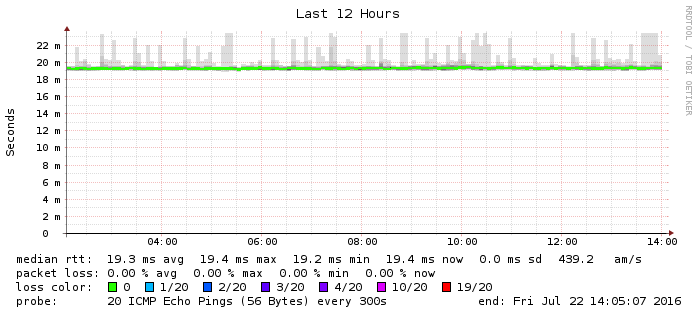 Last 12 Hours
RRDTOOL / TOBI OETIKER
Seconds
22 m
20 m
18 m
16 m
14 m
12 m
10 m
8 m
6 m
4 m
2 m
0
04:00 06:00 08:00 10:00 12:00 14:00
median rtt: 19.3 ms avg 19.4 ms max 19.2 ms min 19.4 ms now 0.0 ms sd 439.2 am/s
packet loss: 0.00 % avg 0.00 % max 0.00 % min 0.00 % now
loss color: 0 1/20 2/20 3/20 4/20 10/20 19/20
probe: 20 ICMP Echo Pings (56 Bytes) every 300s end: Fri Jul 22 14:05:07 2016